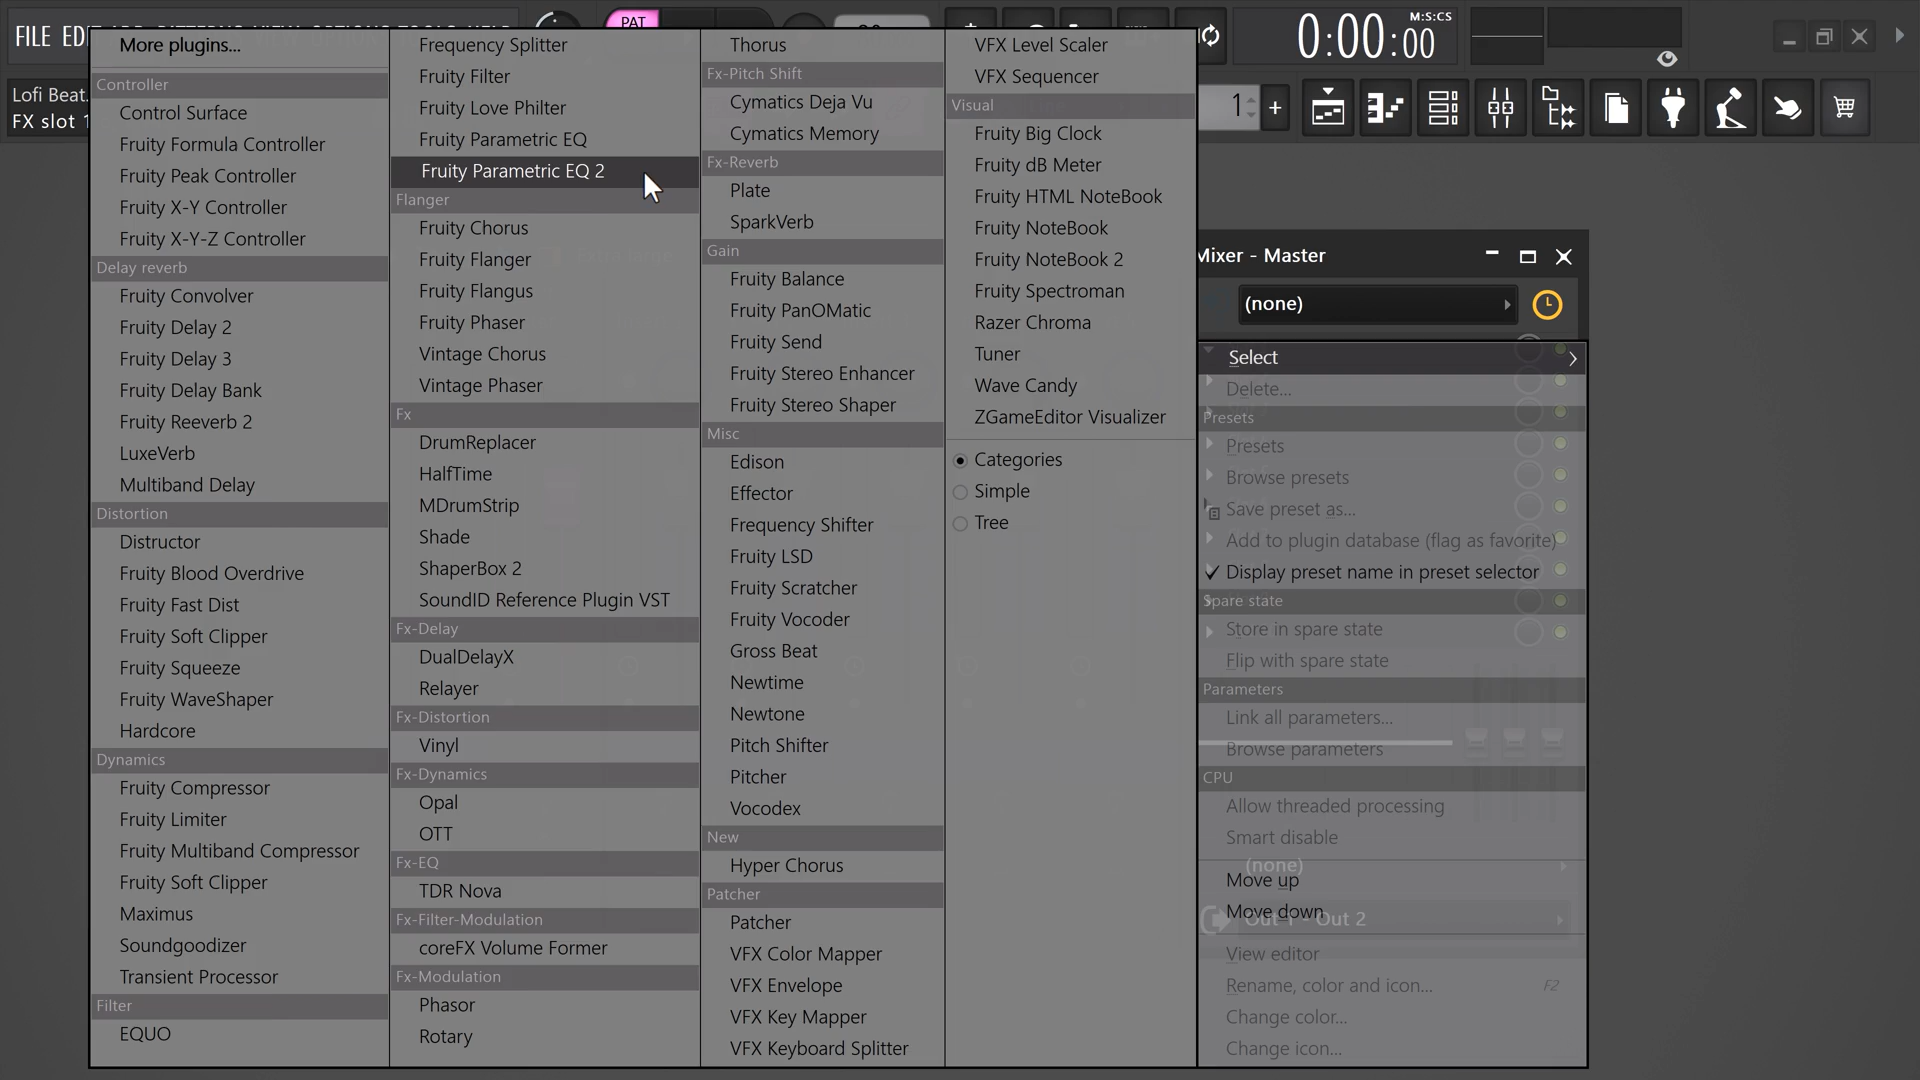 FILE
PAT
0:00:00
M:S:CS
Lofi Beat.
FX slot 1
1
+
More plugins...
Controller
Control Surface
Fruity Formula Controller
Fruity Peak Controller
Fruity X-Y Controller
Fruity X-Y-Z Controller
Delay reverb
Fruity Convolver
Fruity Delay 2
Fruity Delay 3
Fruity Delay Bank
Fruity Reeverb 2
LuxeVerb
Multiband Delay
Distortion
Distructor
Fruity Blood Overdrive
Fruity Fast Dist
Fruity Soft Clipper
Fruity Squeeze
Fruity WaveShaper
Hardcore
Dynamics
Fruity Compressor
Fruity Limiter
Fruity Multiband Compressor
Fruity Soft Clipper
Maximus
Soundgoodizer
Transient Processor
Filter
EQUO
Frequency Splitter
Fruity Filter
Fruity Love Philter
Fruity Parametric EQ
Fruity Parametric EQ 2
Flanger
Fruity Chorus
Fruity Flanger
Fruity Flangus
Fruity Phaser
Vintage Chorus
Vintage Phaser
Fx
DrumReplacer
HalfTime
MDrumStrip
Shade
ShaperBox 2
SoundID Reference Plugin VST
Fx-Delay
DualDelayX
Relayer
Fx-Distortion
Vinyl
Fx-Dynamics
Opal
OTT
Fx-EQ
TDR Nova
Fx-Filter-Modulation
coreFX Volume Former
Fx-Modulation
Phasor
Rotary
Thorus
Fx-Pitch Shift
Cymatics Deja Vu
Cymatics Memory
Fx-Reverb
Plate
SparkVerb
Gain
Fruity Balance
Fruity PanOMatic
Fruity Send
Fruity Stereo Enhancer
Fruity Stereo Shaper
Misc
Edison
Effector
Frequency Shifter
Fruity LSD
Fruity Scratcher
Fruity Vocoder
Gross Beat
Newtime
Newtone
Pitch Shifter
Pitcher
Vocodex
New
Hyper Chorus
Patcher
Patcher
VFX Color Mapper
VFX Envelope
VFX Key Mapper
VFX Keyboard Splitter
VFX Level Scaler
VFX Sequencer
Visual
Fruity Big Clock
Fruity dB Meter
Fruity HTML NoteBook
Fruity NoteBook
Fruity NoteBook 2
Fruity Spectroman
Razer Chroma
Tuner
Wave Candy
ZGameEditor Visualizer
Categories
Simple
Tree
Mixer - Master
(none)
Select
Delete...
Presets
Presets
Browse presets
Save preset as...
Add to plugin database (flag as favorite)
Display preset name in preset selector
Spare state
Store in spare state
Flip with spare state
Parameters
Link all parameters...
Browse parameters
CPU
Allow threaded processing
Smart disable
(none)
Move up
Move down
Out 1 - Out 2
View editor
Rename, color and icon... F2
Change color...
Change icon...